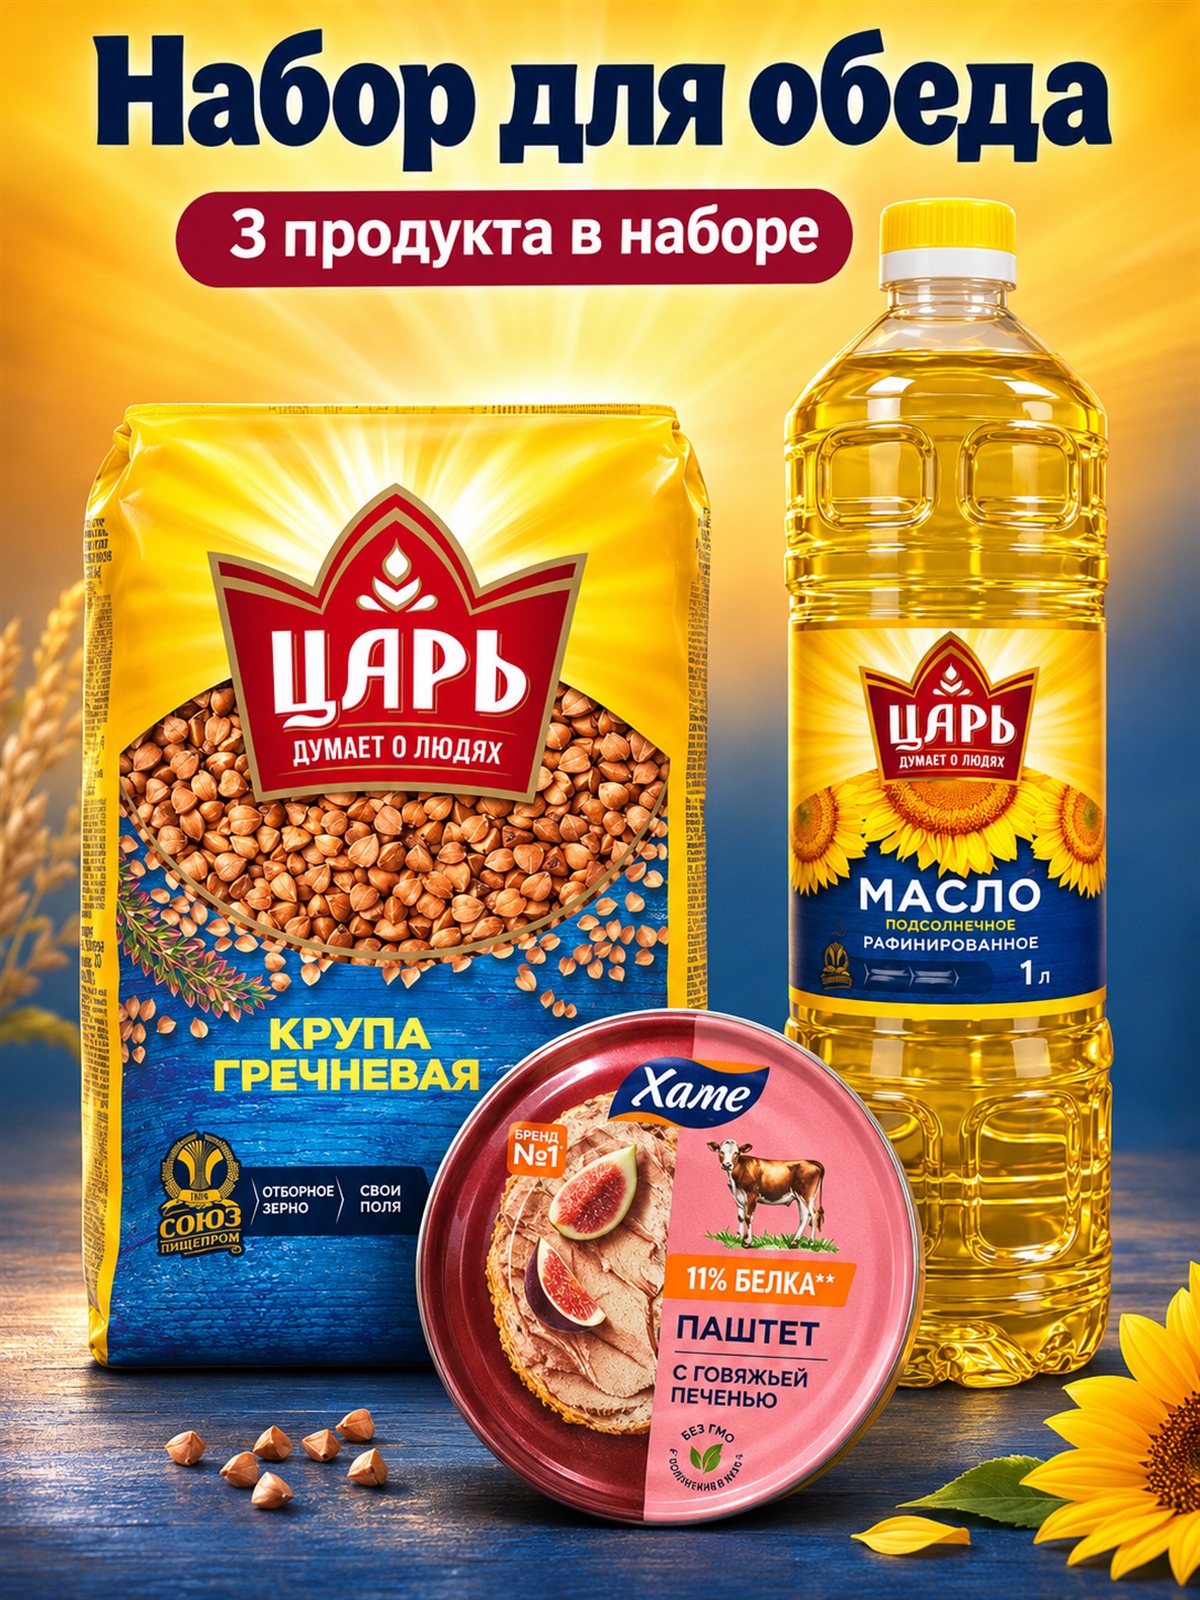 Набор для обеда
3 продукта в наборе
ЦАРЬ
ДУМАЕТ О ЛЮДЯХ
КРУПА
ГРЕЧНЕВАЯ
СОЮЗ
ПИЩЕПРОМ
ОТБОРНОЕ
ЗЕРНО
СВОИ
ПОЛЯ
ЦАРЬ
ДУМАЕТ О ЛЮДЯХ
МАСЛО
ПОДСОЛНЕЧНОЕ
РАФИНИРОВАННОЕ
1 л
Хаме
БРЕНД
№1
11% БЕЛКА**
ПАШТЕТ
С ГОВЯЖЬЕЙ
ПЕЧЕНЬЮ
БЕЗ ГМО